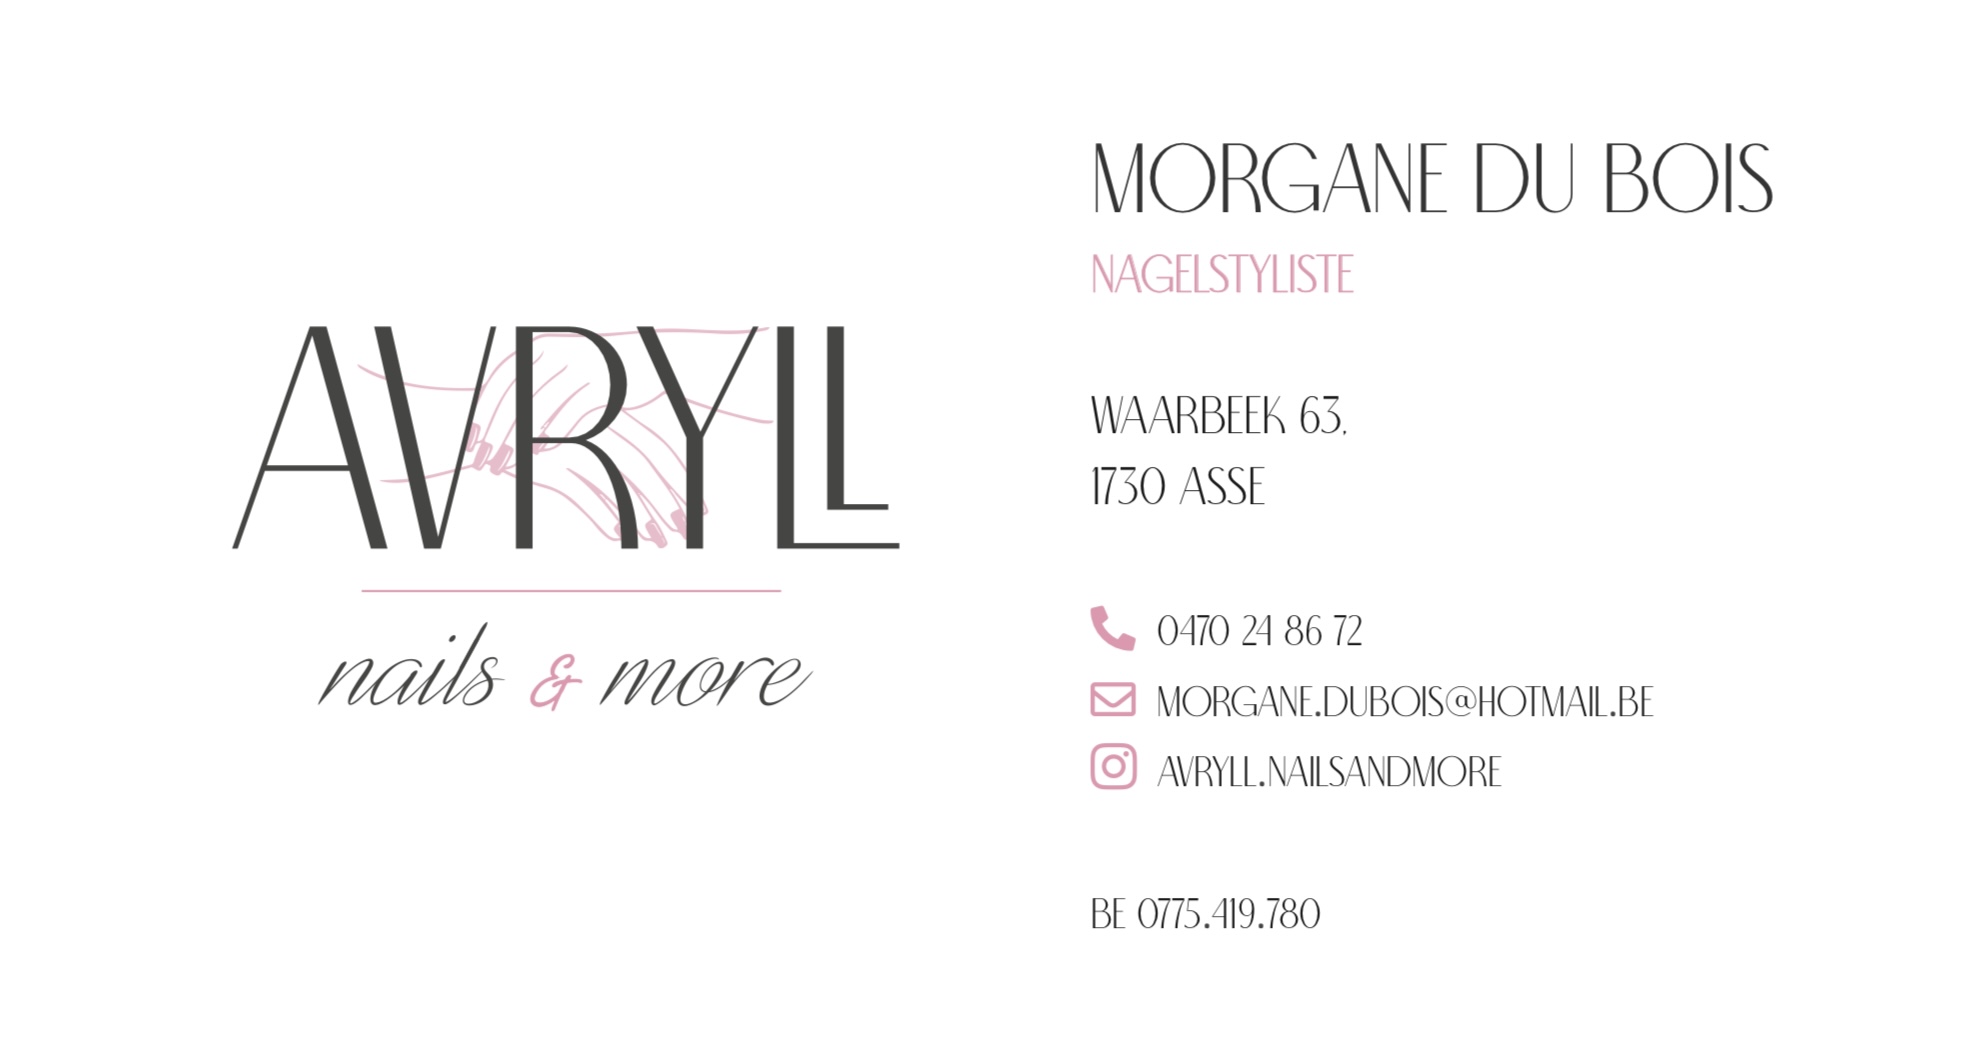 AVRYLL
nails & more
MORGANE DU BOIS
NAGELSTYLISTE
WAARBEEK 63,
1730 ASSE
0470 24 86 72
MORGANE.DUBOIS@HOTMAIL.BE
AVRYLL.NAILSANDMORE
BE 0775.419.780